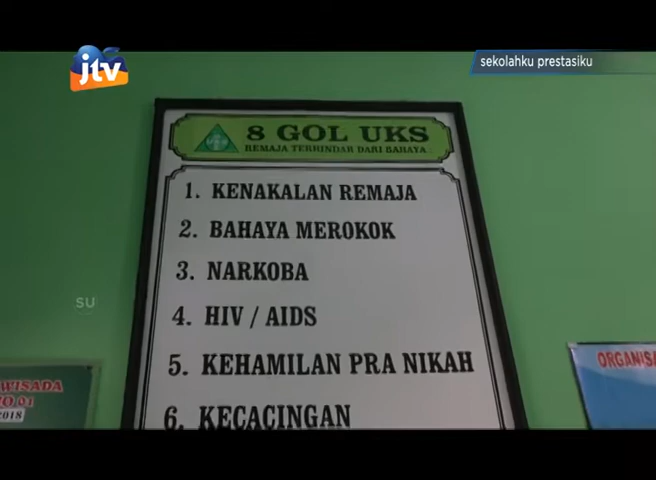 jtv
sekolahku prestasiku
8 GOL UKS
REMAJA TERHINDAR DARI BAHAYA
1. KENAKALAN REMAJA
2. BAHAYA MEROKOK
3. NARKOBA
4. HIV / AIDS
SU
5. KEHAMILAN PRA NIKAH
6. KECACINGAN
WISADA
2018
ORGANISA